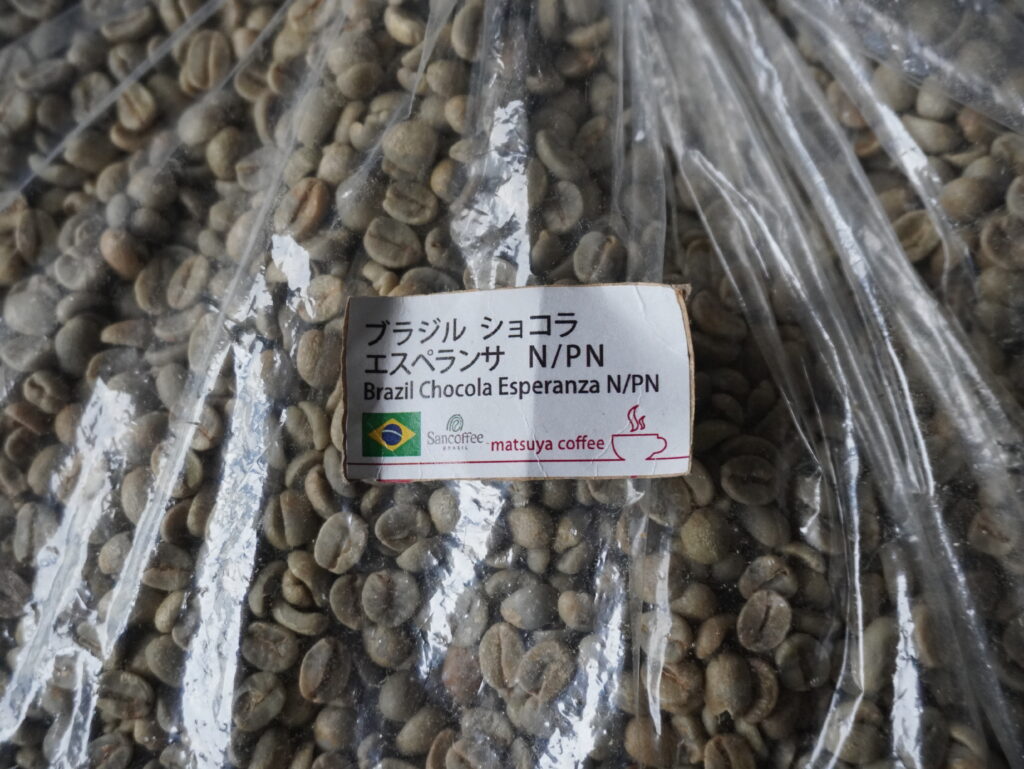 ブラジル ショコラ
エスペランサ N/PN
Brazil Chocola Esperanza N/PN
Sancoffee
BRASIL
matsuya coffee